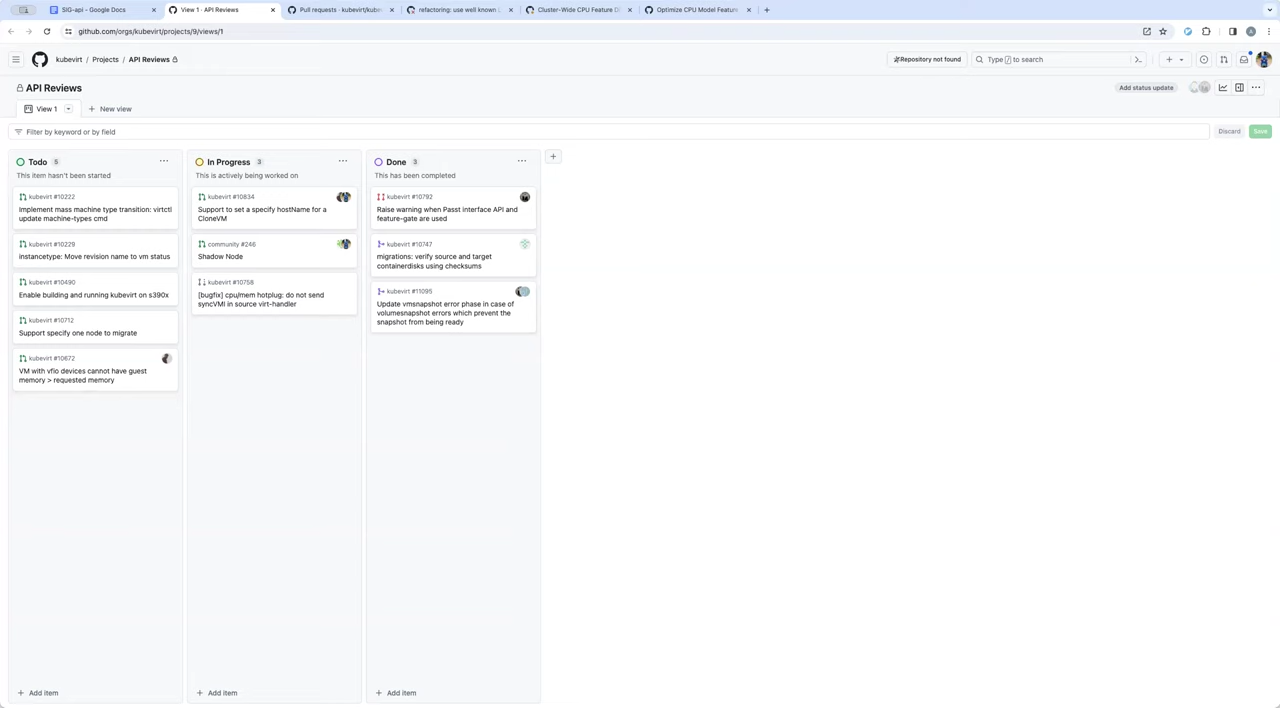 SIG-api - Google Docs
View 1 · API Reviews
Pull requests · kubevirt/kube
refactoring: use well known
Cluster-Wide CPU Feature D
Optimize CPU Model Feature
github.com/orgs/kubevirt/projects/9/views/1
kubevirt / Projects / API Reviews
Repository not found
Type / to search
API Reviews
Add status update
View 1
New view
Filter by keyword or by field
Discard
Save
Todo 5
This item hasn't been started
kubevirt #10222
Implement mass machine type transition: virtctl
update machine-types cmd
kubevirt #10229
instancetype: Move revision name to vm status
kubevirt #10490
Enable building and running kubevirt on s390x
kubevirt #10712
Support specify one node to migrate
kubevirt #10672
VM with vfio devices cannot have guest
memory > requested memory
Add item
In Progress 3
This is actively being worked on
kubevirt #10834
Support to set a specify hostName for a
CloneVM
community #246
Shadow Node
kubevirt #10758
[bugfix] cpu/mem hotplug: do not send
syncVMI in source virt-handler
Add item
Done 3
This has been completed
kubevirt #10792
Raise warning when Passt interface API and
feature-gate are used
kubevirt #10747
migrations: verify source and target
containerdisks using checksums
kubevirt #11095
Update vmsnapshot error phase in case of
volumesnapshot errors which prevent the
snapshot from being ready
Add item